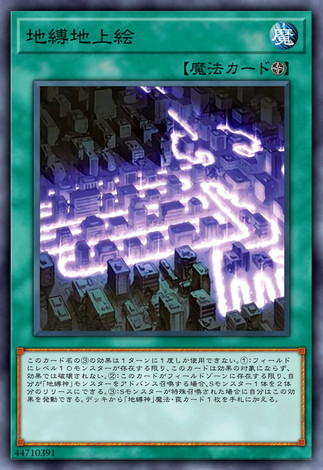 地縛地上絵
魔
【魔法カード】
このカード名の③の効果は1ターンに1度しか使用できない。①:フィールド
にレベル10モンスターが存在する限り、このカードは効果の対象にならず、
効果では破壊されない。②:このカードがフィールドゾーンに存在する限り、自
分が「地縛神」モンスターをアドバンス召喚する場合、Sモンスター1体を2体
分のリリースにできる。③:Sモンスターが特殊召喚された場合に自分はこの
効果を発動できる。デッキから「地縛神」魔法・罠カード1枚を手札に加える。
44710391